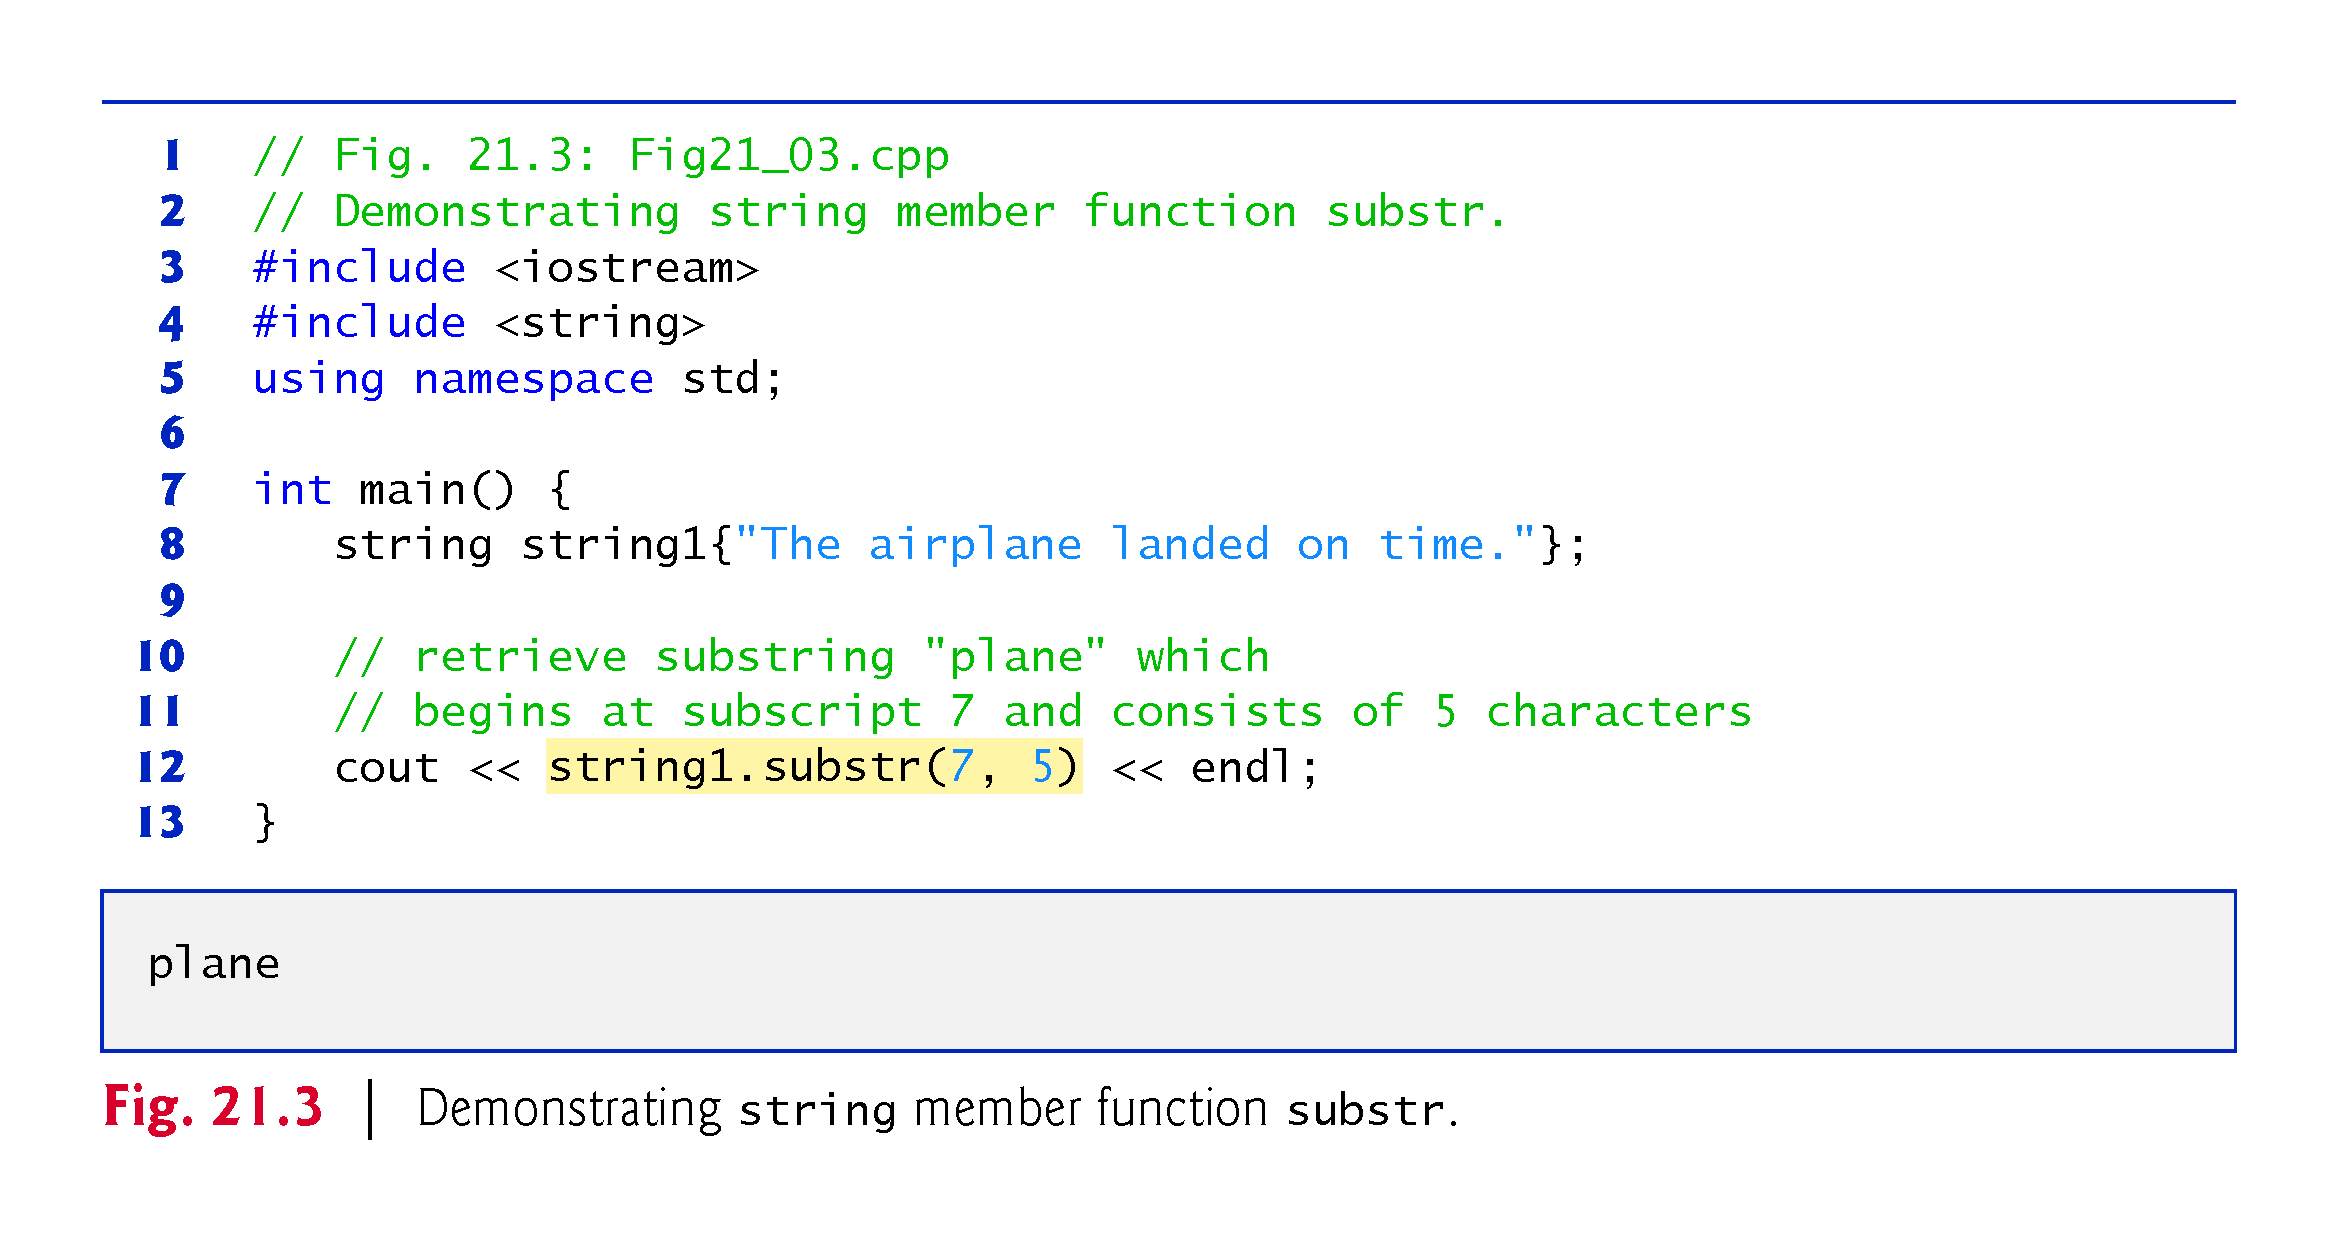 1 // Fig. 21.3: Fig21_03.cpp
2 // Demonstrating string member function substr.
3 #include <iostream>
4 #include <string>
5 using namespace std;
6
7 int main() {
8    string string1{"The airplane landed on time."};
9
10    // retrieve substring "plane" which
11    // begins at subscript 7 and consists of 5 characters
12    cout << string1.substr(7, 5) << endl;
13 }
plane
Fig. 21.3 | Demonstrating string member function substr.